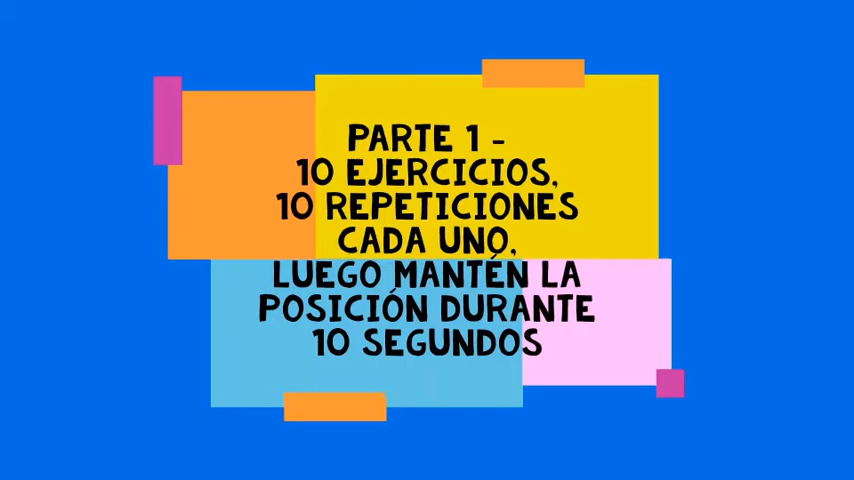 PARTE 1 -
10 EJERCICIOS,
10 REPETICIONES
CADA UNO,
LUEGO MANTÉN LA
POSICIÓN DURANTE
10 SEGUNDOS